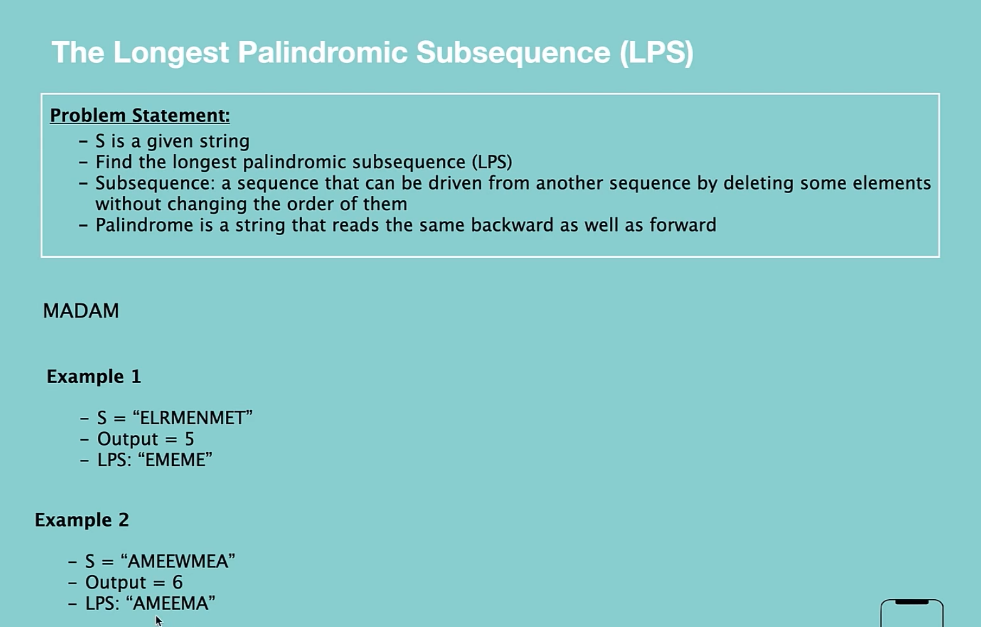 The Longest Palindromic Subsequence (LPS)
Problem Statement:
– S is a given string
– Find the longest palindromic subsequence (LPS)
– Subsequence: a sequence that can be driven from another sequence by deleting some elements
without changing the order of them
– Palindrome is a string that reads the same backward as well as forward
MADAM
Example 1
– S = “ELRMENMET”
– Output = 5
– LPS: “EMEME”
Example 2
– S = “AMEEWMEA”
– Output = 6
– LPS: “AMEEMA”